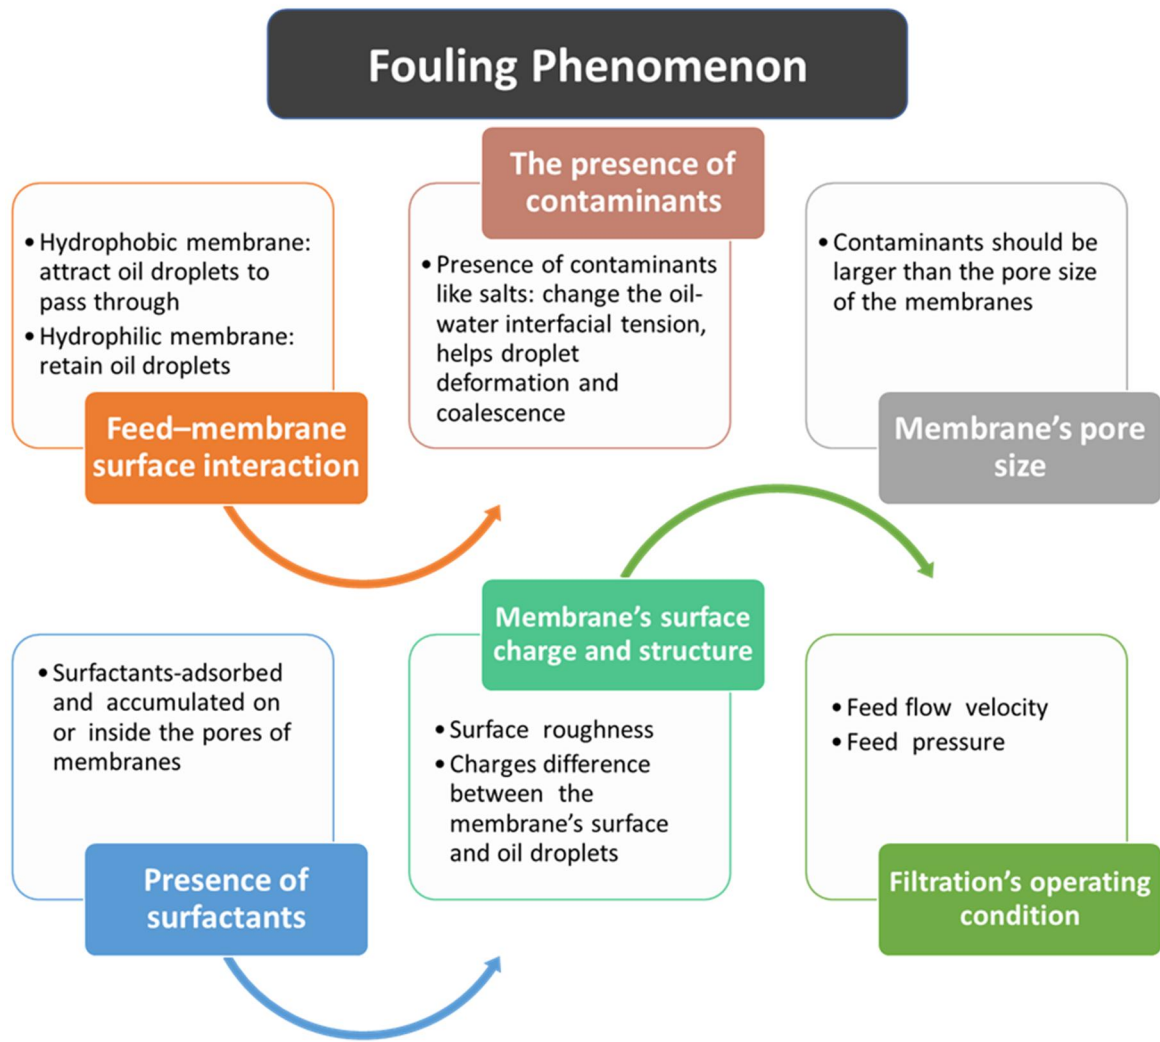 Fouling Phenomenon
• Hydrophobic membrane:
attract oil droplets to
pass through
• Hydrophilic membrane:
retain oil droplets
Feed–membrane
surface interaction
The presence of
contaminants
• Presence of contaminants
like salts: change the oil-
water interfacial tension,
helps droplet
deformation and
coalescence
• Contaminants should be
larger than the pore size
of the membranes
Membrane’s pore
size
• Surfactants-adsorbed
and accumulated on
or inside the pores of
membranes
Presence of
surfactants
Membrane’s surface
charge and structure
• Surface roughness
• Charges difference
between the
membrane’s surface
and oil droplets
• Feed flow velocity
• Feed pressure
Filtration’s operating
condition